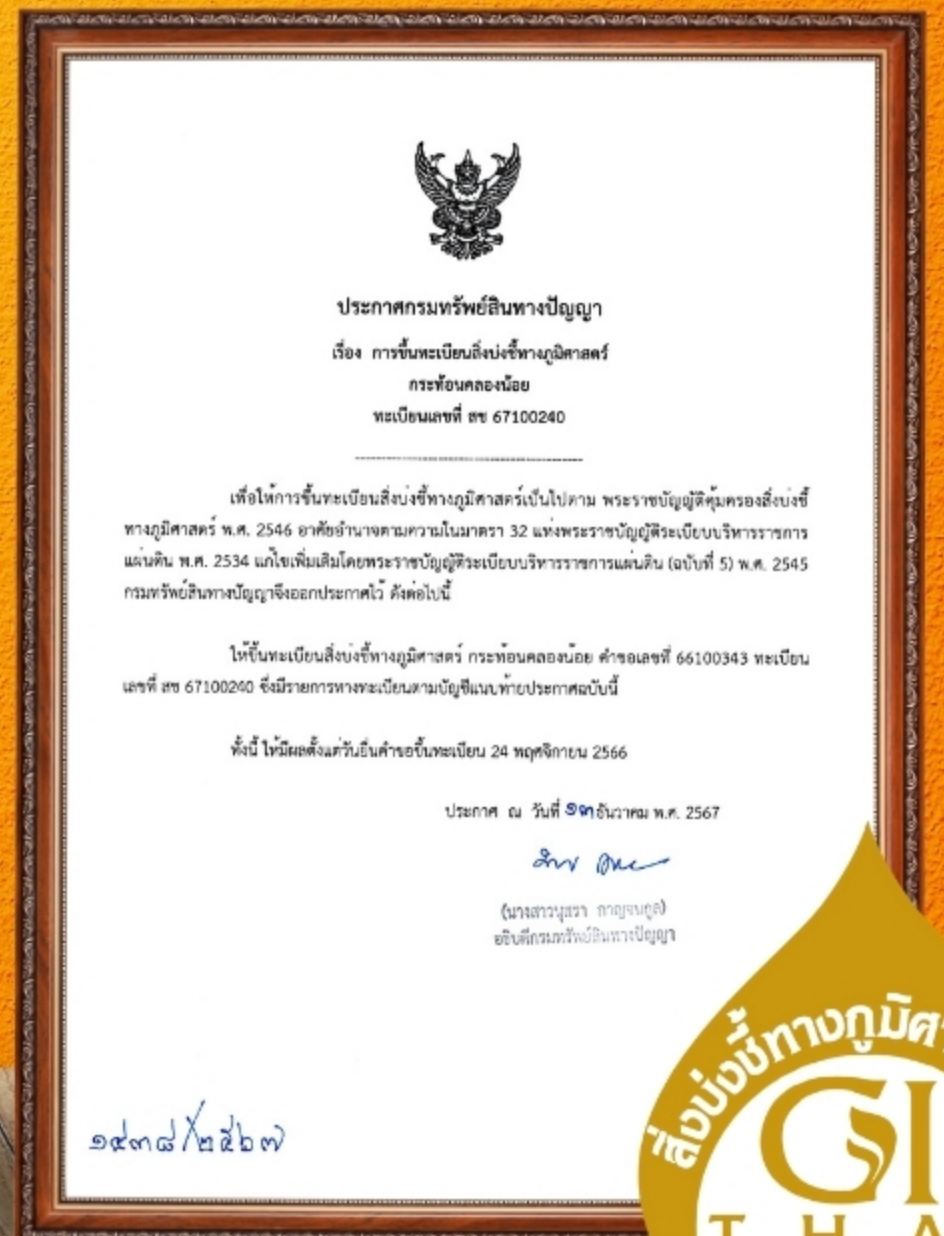 ประกาศกรมทรัพย์สินทางปัญญา
เรื่อง การขึ้นทะเบียนสิ่งบ่งชี้ทางภูมิศาสตร์
กระท้อนคลองน้อย
ทะเบียนเลขที่ สช 67100240
เพื่อให้การขึ้นทะเบียนสิ่งบ่งชี้ทางภูมิศาสตร์เป็นไปตาม พระราชบัญญัติคุ้มครองสิ่งบ่งชี้
ทางภูมิศาสตร์ พ.ศ. 2546 อาศัยอำนาจตามความในมาตรา 32 แห่งพระราชบัญญัติระเบียบบริหารราชการ
แผ่นดิน พ.ศ. 2534 แก้ไขเพิ่มเติมโดยพระราชบัญญัติระเบียบบริหารราชการแผ่นดิน (ฉบับที่ 5) พ.ศ. 2545
กรมทรัพย์สินทางปัญญาจึงออกประกาศไว้ ดังต่อไปนี้
ให้ขึ้นทะเบียนสิ่งบ่งชี้ทางภูมิศาสตร์ กระท้อนคลองน้อย คำขอเลขที่ 66100343 ทะเบียน
เลขที่ สช 67100240 ซึ่งมีรายการทางทะเบียนตามบัญชีแนบท้ายประกาศฉบับนี้
ทั้งนี้ ให้มีผลตั้งแต่วันยื่นคำขอขึ้นทะเบียน 24 พฤศจิกายน 2566
ประกาศ ณ วันที่ ๑๓ ธันวาคม พ.ศ. 2567
(นางสาวนุสรา กาญจนกูล)
อธิบดีกรมทรัพย์สินทางปัญญา
๑๔๓๘/๒๕๖๗
สิ่งบ่งชี้ทางภูมิศา
GI
T H A